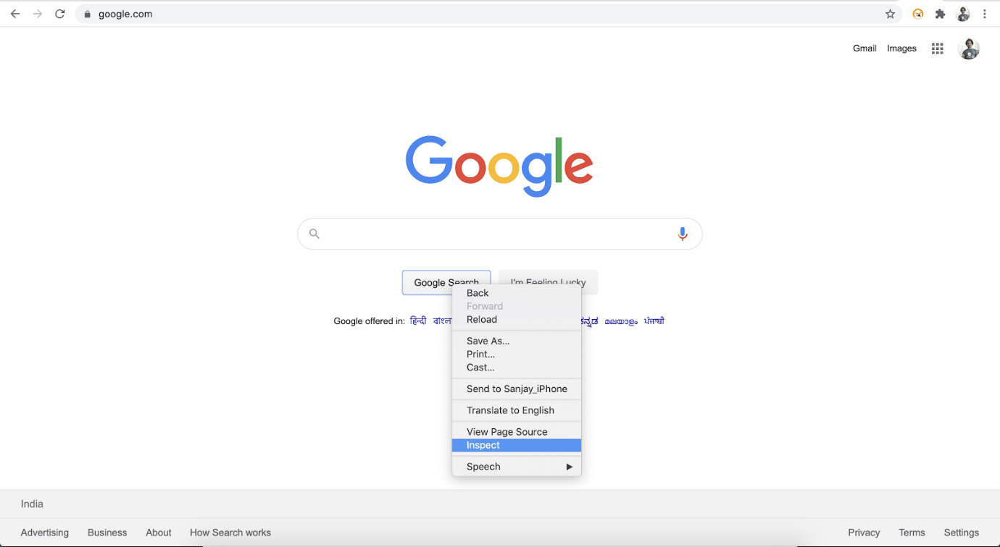 google.com
Gmail Images
Google
Google Search I'm Feeling Lucky
Google offered in: हिन्दी বাংলা ಕನ್ನಡ മലയാളം ਪੰਜਾਬੀ
Back
Forward
Reload
Save As...
Print...
Cast...
Send to Sanjay_iPhone
Translate to English
View Page Source
Inspect
Speech
India
Advertising Business About How Search works Privacy Terms Settings